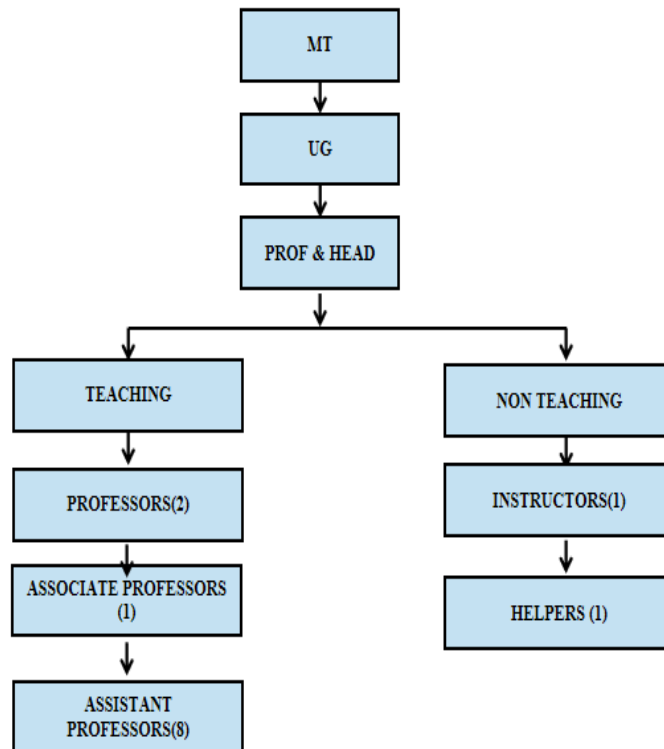 MT
UG
PROF & HEAD
TEACHING
NON TEACHING
PROFESSORS(2)
INSTRUCTORS(1)
ASSOCIATE PROFESSORS
(1)
HELPERS (1)
ASSISTANT
PROFESSORS(8)